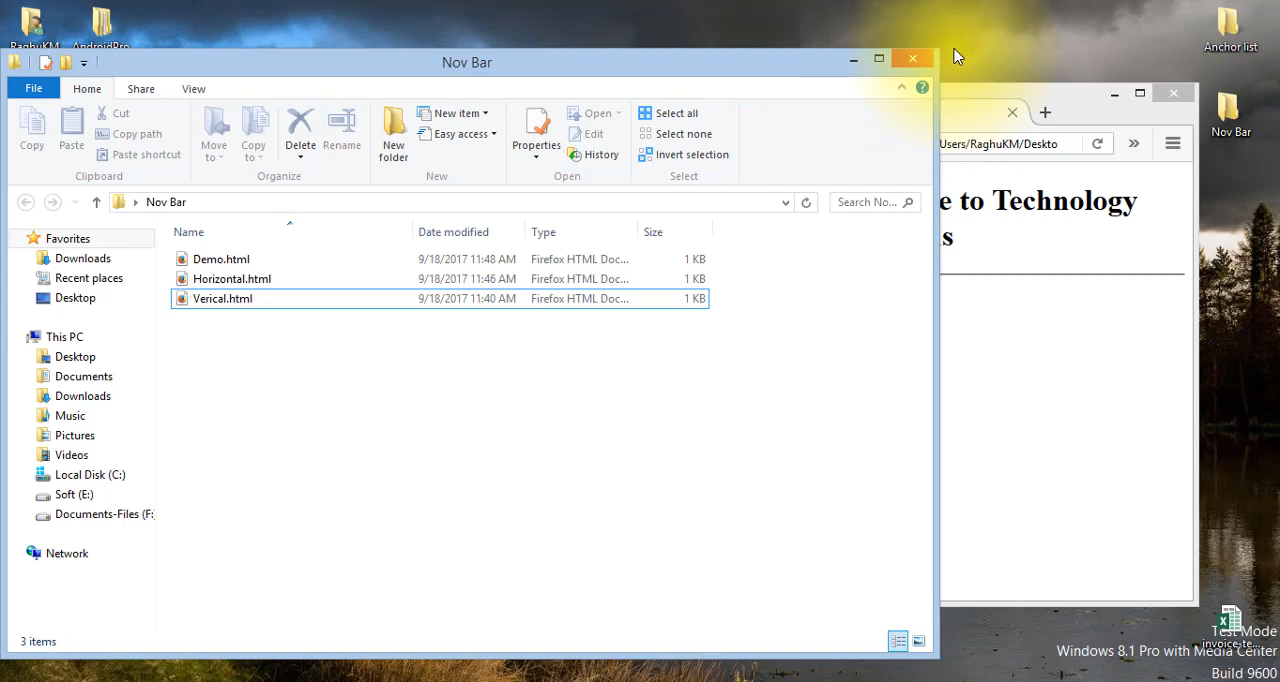 RaghuKM
AndroidPro
Anchor list
Nov Bar
Nov Bar
File
Home
Share
View
Copy
Paste
Cut
Copy path
Paste shortcut
Clipboard
Move to
Copy to
Delete
Rename
Organize
New folder
New item
Easy access
New
Properties
Open
Edit
History
Open
Select all
Select none
Invert selection
Select
Nov Bar
Search No...
Users/RaghuKM/Deskto
e to Technology
s
Favorites
Downloads
Recent places
Desktop
This PC
Desktop
Documents
Downloads
Music
Pictures
Videos
Local Disk (C:)
Soft (E:)
Documents-Files (F:
Network
Name
Date modified
Type
Size
Demo.html 9/18/2017 11:48 AM Firefox HTML Doc... 1 KB
Horizontal.html 9/18/2017 11:46 AM Firefox HTML Doc... 1 KB
Verical.html 9/18/2017 11:40 AM Firefox HTML Doc... 1 KB
3 items
invoice-te...
Test Mode
Windows 8.1 Pro with Media Center
Build 9600